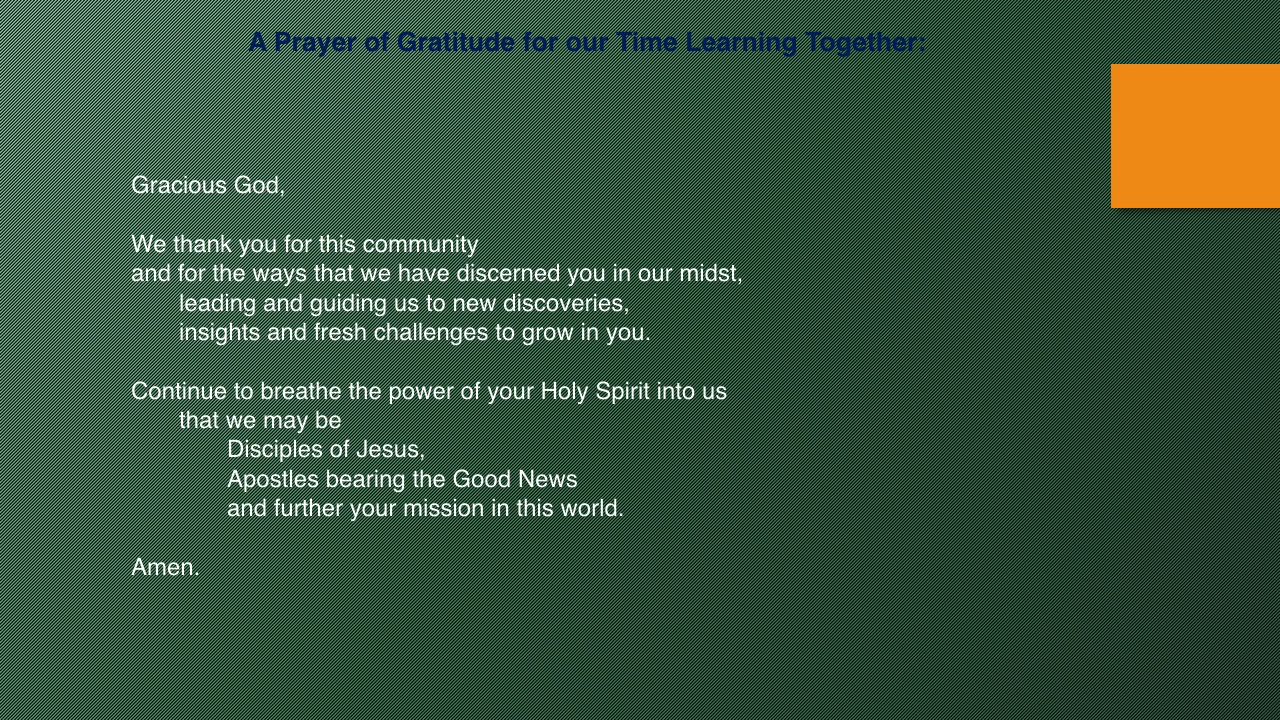 A Prayer of Gratitude for our Time Learning Together:
Gracious God,
We thank you for this community
and for the ways that we have discerned you in our midst,
leading and guiding us to new discoveries,
insights and fresh challenges to grow in you.
Continue to breathe the power of your Holy Spirit into us
that we may be
Disciples of Jesus,
Apostles bearing the Good News
and further your mission in this world.
Amen.